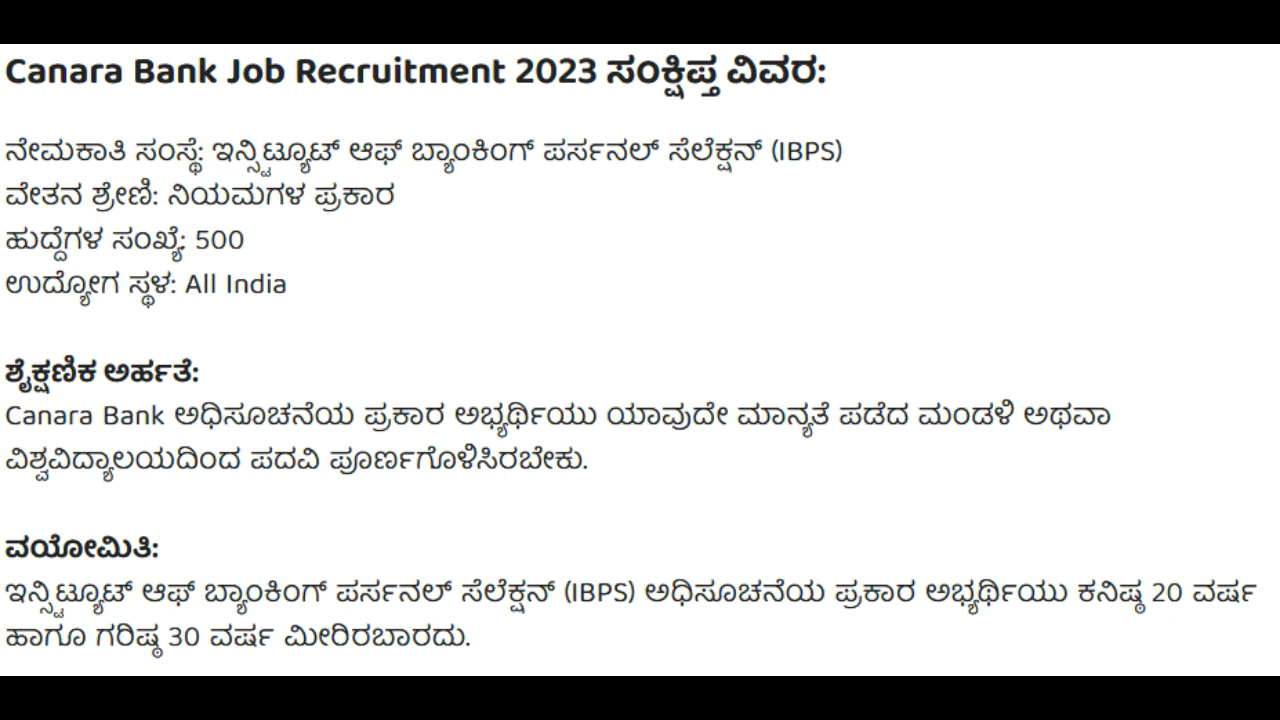 Canara Bank Job Recruitment 2023 ಸಂಕ್ಷಿಪ್ತ ವಿವರ:
ನೇಮಕಾತಿ ಸಂಸ್ಥೆ: ಇನ್ಸ್ಟಿಟ್ಯೂಟ್ ಆಫ್ ಬ್ಯಾಂಕಿಂಗ್ ಪರ್ಸನಲ್ ಸೆಲೆಕ್ಷನ್ (IBPS)
ವೇತನ ಶ್ರೇಣಿ: ನಿಯಮಗಳ ಪ್ರಕಾರ
ಹುದ್ದೆಗಳ ಸಂಖ್ಯೆ: 500
ಉದ್ಯೋಗ ಸ್ಥಳ: All India
ಶೈಕ್ಷಣಿಕ ಅರ್ಹತೆ:
Canara Bank ಅಧಿಸೂಚನೆಯ ಪ್ರಕಾರ ಅಭ್ಯರ್ಥಿಯು ಯಾವುದೇ ಮಾನ್ಯತೆ ಪಡೆದ ಮಂಡಳಿ ಅಥವಾ
ವಿಶ್ವವಿದ್ಯಾಲಯದಿಂದ ಪದವಿ ಪೂರ್ಣಗೊಳಿಸಿರಬೇಕು.
ವಯೋಮಿತಿ:
ಇನ್ಸ್ಟಿಟ್ಯೂಟ್ ಆಫ್ ಬ್ಯಾಂಕಿಂಗ್ ಪರ್ಸನಲ್ ಸೆಲೆಕ್ಷನ್ (IBPS) ಅಧಿಸೂಚನೆಯ ಪ್ರಕಾರ ಅಭ್ಯರ್ಥಿಯು ಕನಿಷ್ಠ 20 ವರ್ಷ
ಹಾಗೂ ಗರಿಷ್ಠ 30 ವರ್ಷ ಮೀರಿರಬಾರದು.